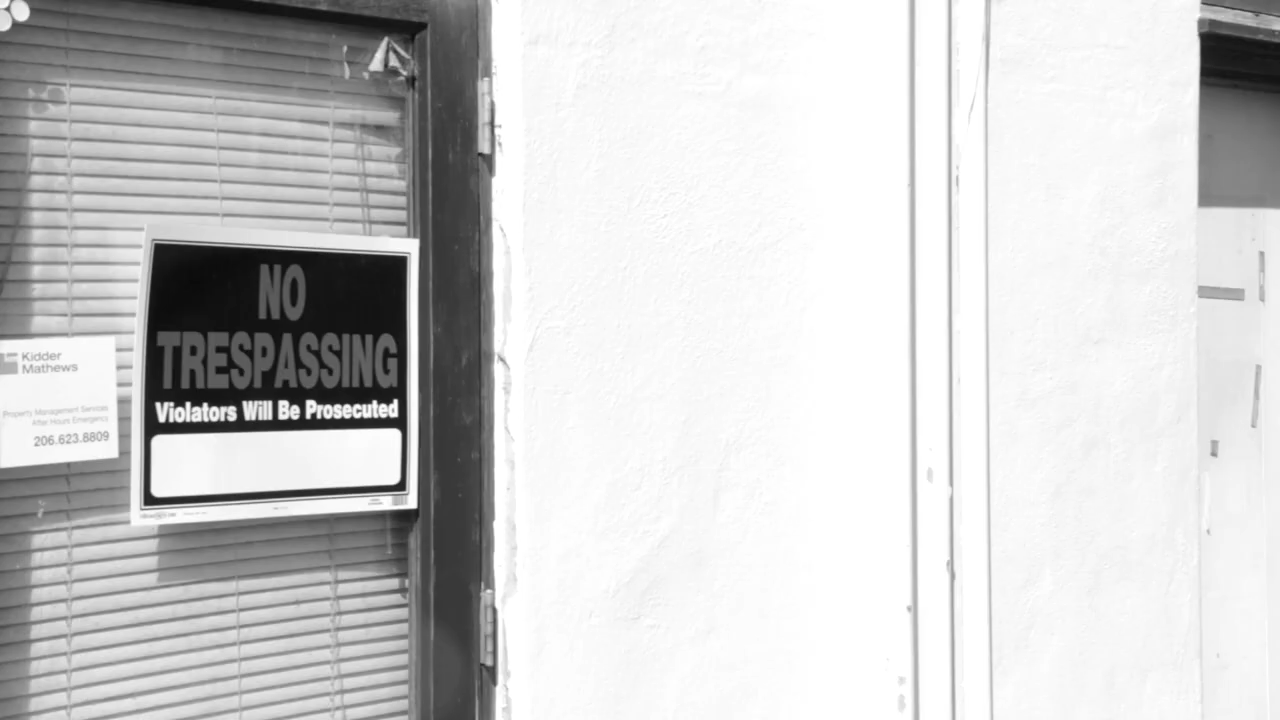 NO
TRESPASSING
Violators Will Be Prosecuted
Kidder
Mathews
Property Management Services
After Hours Emergency
206.623.8809